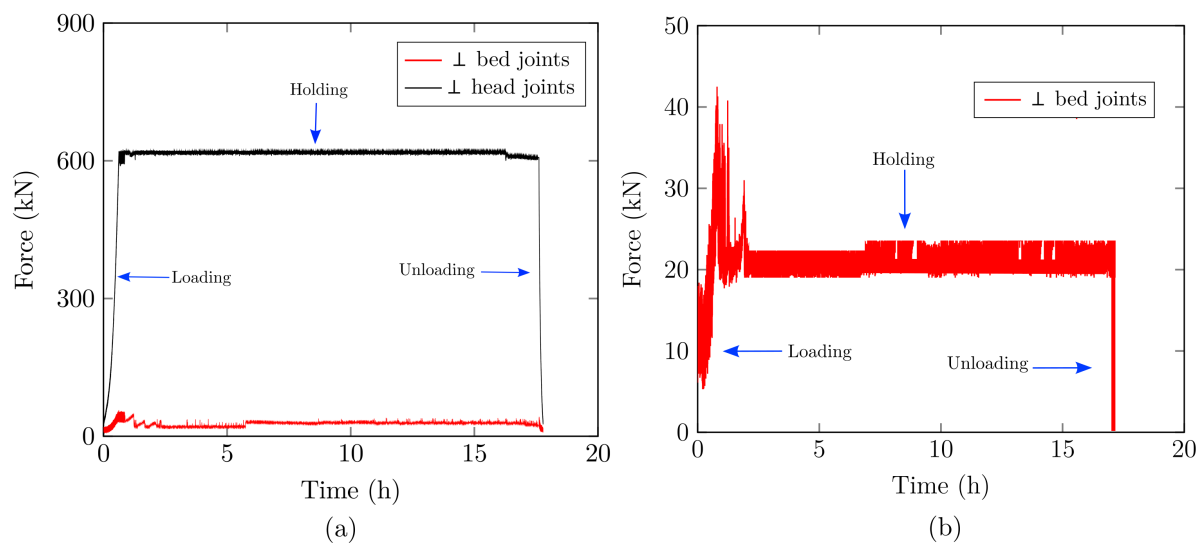 900
600
300
0
Force (kN)
⊥ bed joints
⊥ head joints
Holding
Loading
Unloading
0 5 10 15 20
Time (h)
(a)
50
40
30
20
10
0
Force (kN)
⊥ bed joints
Holding
Loading
Unloading
0 5 10 15 20
Time (h)
(b)